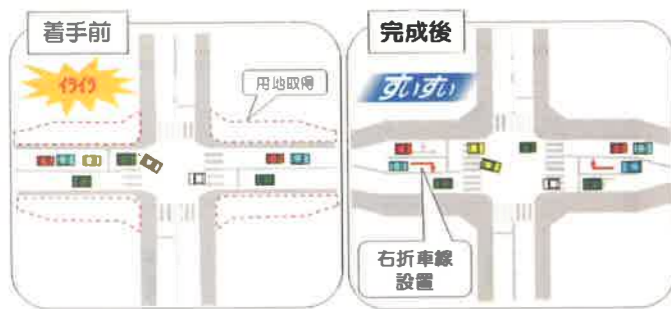 着手前
イライラ
用地取得
完成後
すいすい
右折車線
設置